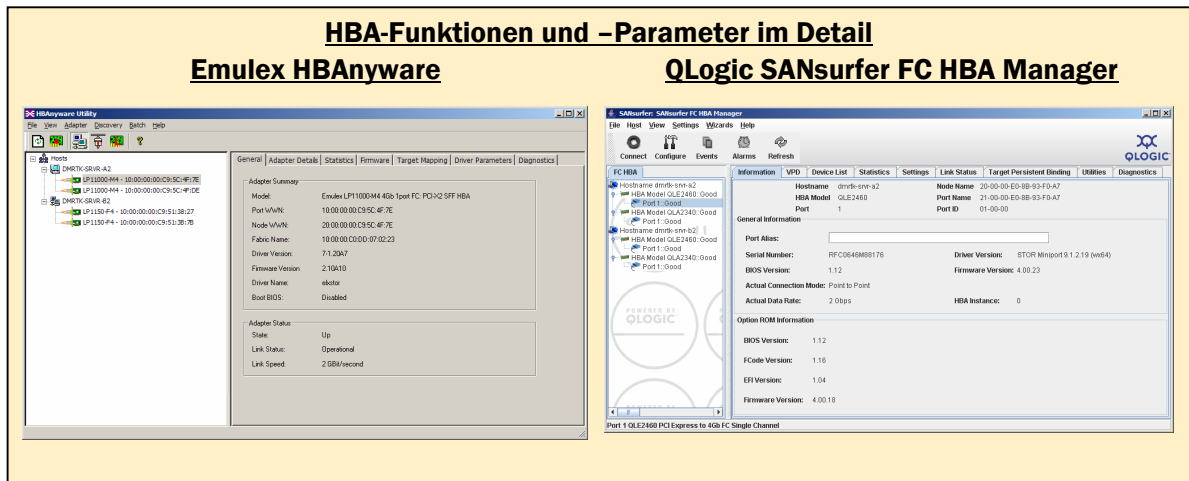 HBA-Funktionen und –Parameter im Detail
Emulex HBAnyware
QLogic SANsurfer FC HBA Manager
HBAnyware Utility
File View Adapter Discovery Batch Help
Hosts
DMRTK-SRVR-A2
LP11000-M4 - 10:00:00:00:C9:5C:4F:7E
LP11000-M4 - 10:00:00:00:C9:5C:4F:DE
DMRTK-SRVR-B2
LP1150-F4 - 10:00:00:00:C9:51:3B:27
LP1150-F4 - 10:00:00:00:C9:51:3B:7B
General Adapter Details Statistics Firmware Target Mapping Driver Parameters Diagnostics
Adapter Summary
Model: Emulex LP11000-M4 4Gb 1port FC: PCI-X2 SFF HBA
Port WWN: 10:00:00:00:C9:5C:4F:7E
Node WWN: 20:00:00:00:C9:5C:4F:7E
Fabric Name: 10:00:00:C0:DD:07:02:23
Driver Version: 7-1.20A7
Firmware Version 2.10A10
Driver Name: elxstor
Boot BIOS: Disabled
Adapter Status
State: Up
Link Status: Operational
Link Speed: 2 GBit/second
SANsurfer: SANsurfer FC HBA Manager
File Host View Settings Wizards Help
Connect Configure Events Alarms Refresh
QLOGIC
FC HBA
Hostname dmrtk-srvr-a2
HBA Model QLE2460::Good
Port 1::Good
HBA Model QLA2340::Good
Port 1::Good
Hostname dmrtk-srvr-b2
HBA Model QLE2460::Good
Port 1::Good
HBA Model QLA2340::Good
Port 1::Good
POWERED BY
QLOGIC
Information VPD Device List Statistics Settings Link Status Target Persistent Binding Utilities Diagnostics
Hostname dmrtk-srvr-a2 Node Name 20-00-00-E0-8B-93-F0-A7
HBA Model QLE2460 Port Name 21-00-00-E0-8B-93-F0-A7
Port 1 Port ID 01-00-00
General Information
Port Alias:
Serial Number: RFC0646M88176 Driver Version: STOR Miniport 9.1.2.19 (wx64)
BIOS Version: 1.12 Firmware Version: 4.00.23
Actual Connection Mode: Point to Point
Actual Data Rate: 2 Gbps HBA Instance: 0
Option ROM Information
BIOS Version: 1.12
FCode Version: 1.16
EFI Version: 1.04
Firmware Version: 4.00.18
Port 1 QLE2460 PCI Express to 4Gb FC Single Channel